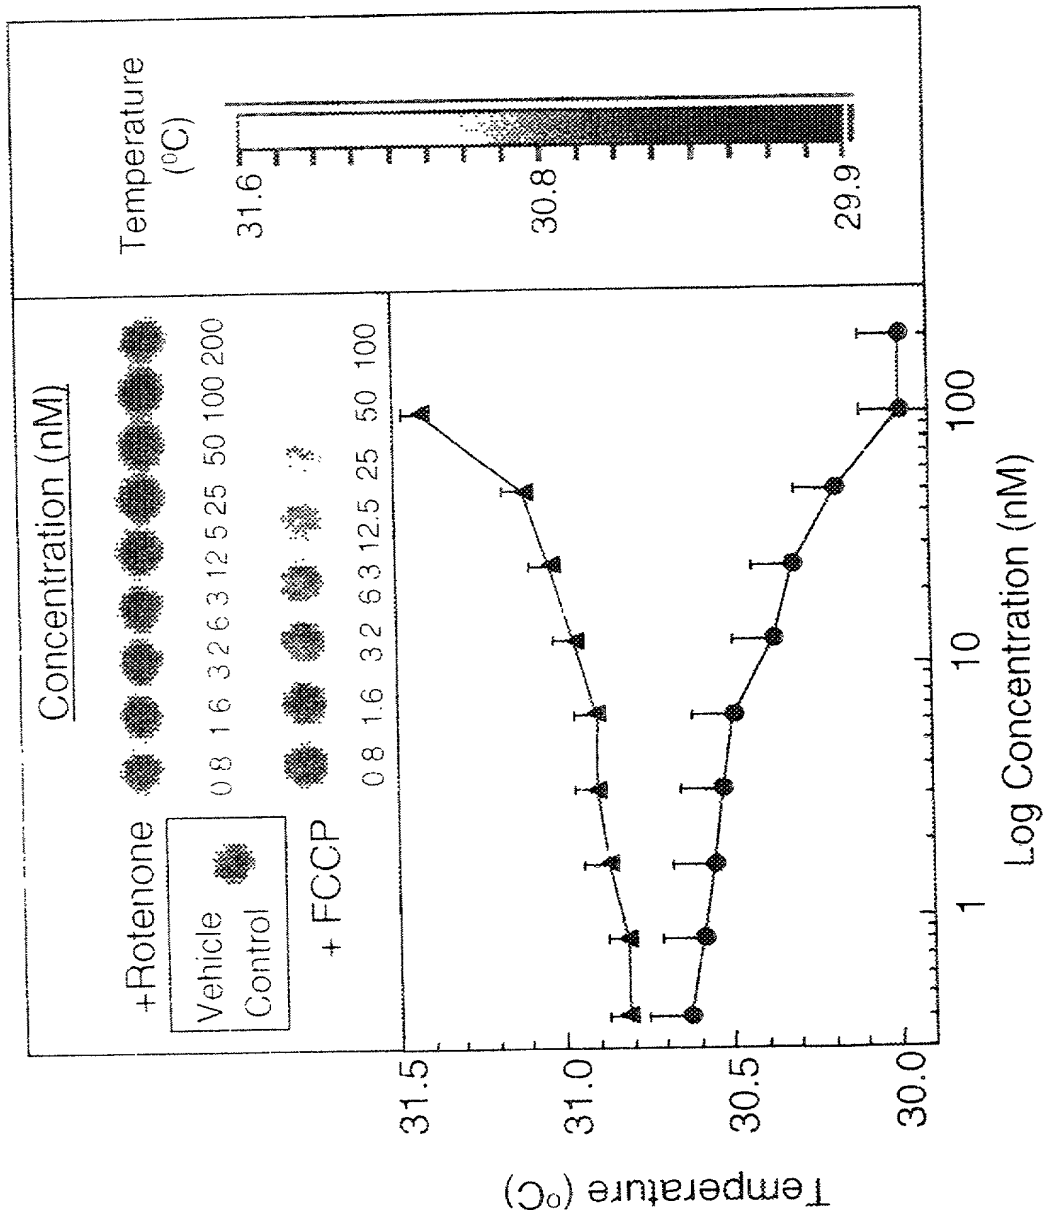 Concentration (nM)
+Rotenone
0.8 1.6 3.2 6.3 12.5 25 50 100 200
Vehicle
Control
+ FCCP
0.8 1.6 3.2 6.3 12.5 25 50 100
Temperature
(⁰C)
31.6
30.8
29.9
Temperature (ºC)
31.5
31.0
30.5
30.0
1 10 100
Log Concentration (nM)